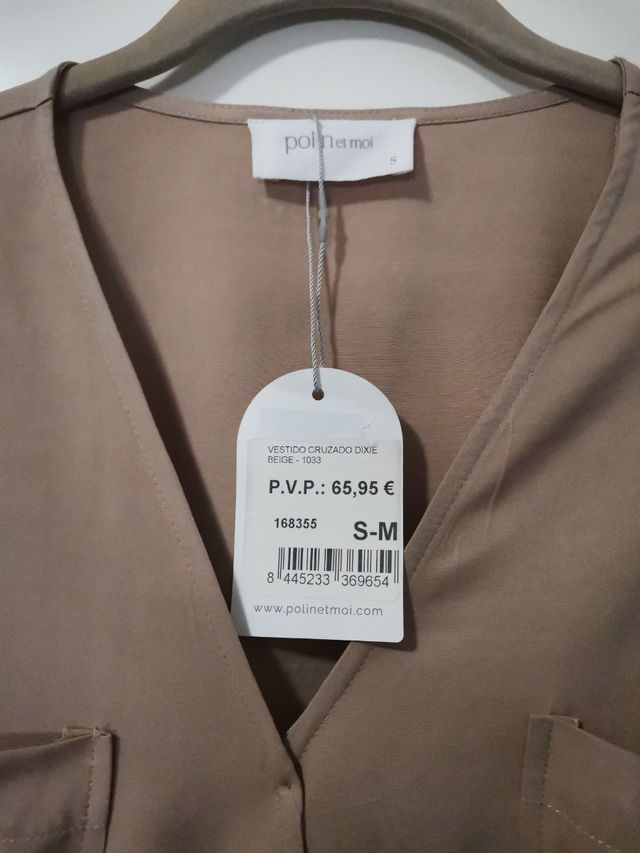 polin et moi
S
VESTIDO CRUZADO DIXIE
BEIGE - 1033
P.V.P.: 65,95 €
168355 S-M
8 445233 369654
www.polinetmoi.com